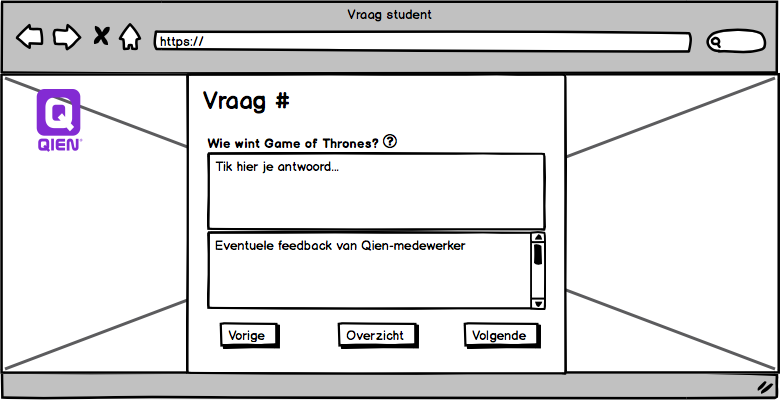 Vraag student
https://
Vraag #
QIEN
Wie wint Game of Thrones? ?
Tik hier je antwoord...
Eventuele feedback van Qien-medewerker
Vorige
Overzicht
Volgende